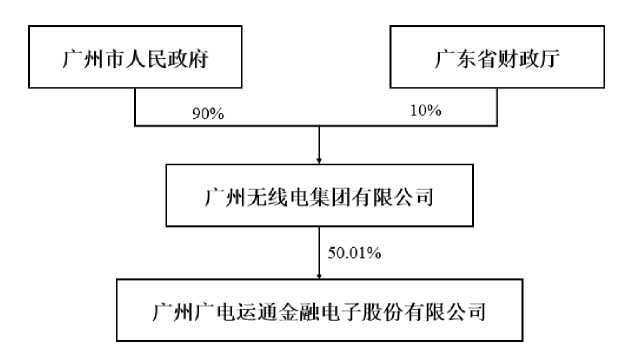 广州市人民政府
广东省财政厅
90%
10%
广州无线电集团有限公司
50.01%
广州广电运通金融电子股份有限公司